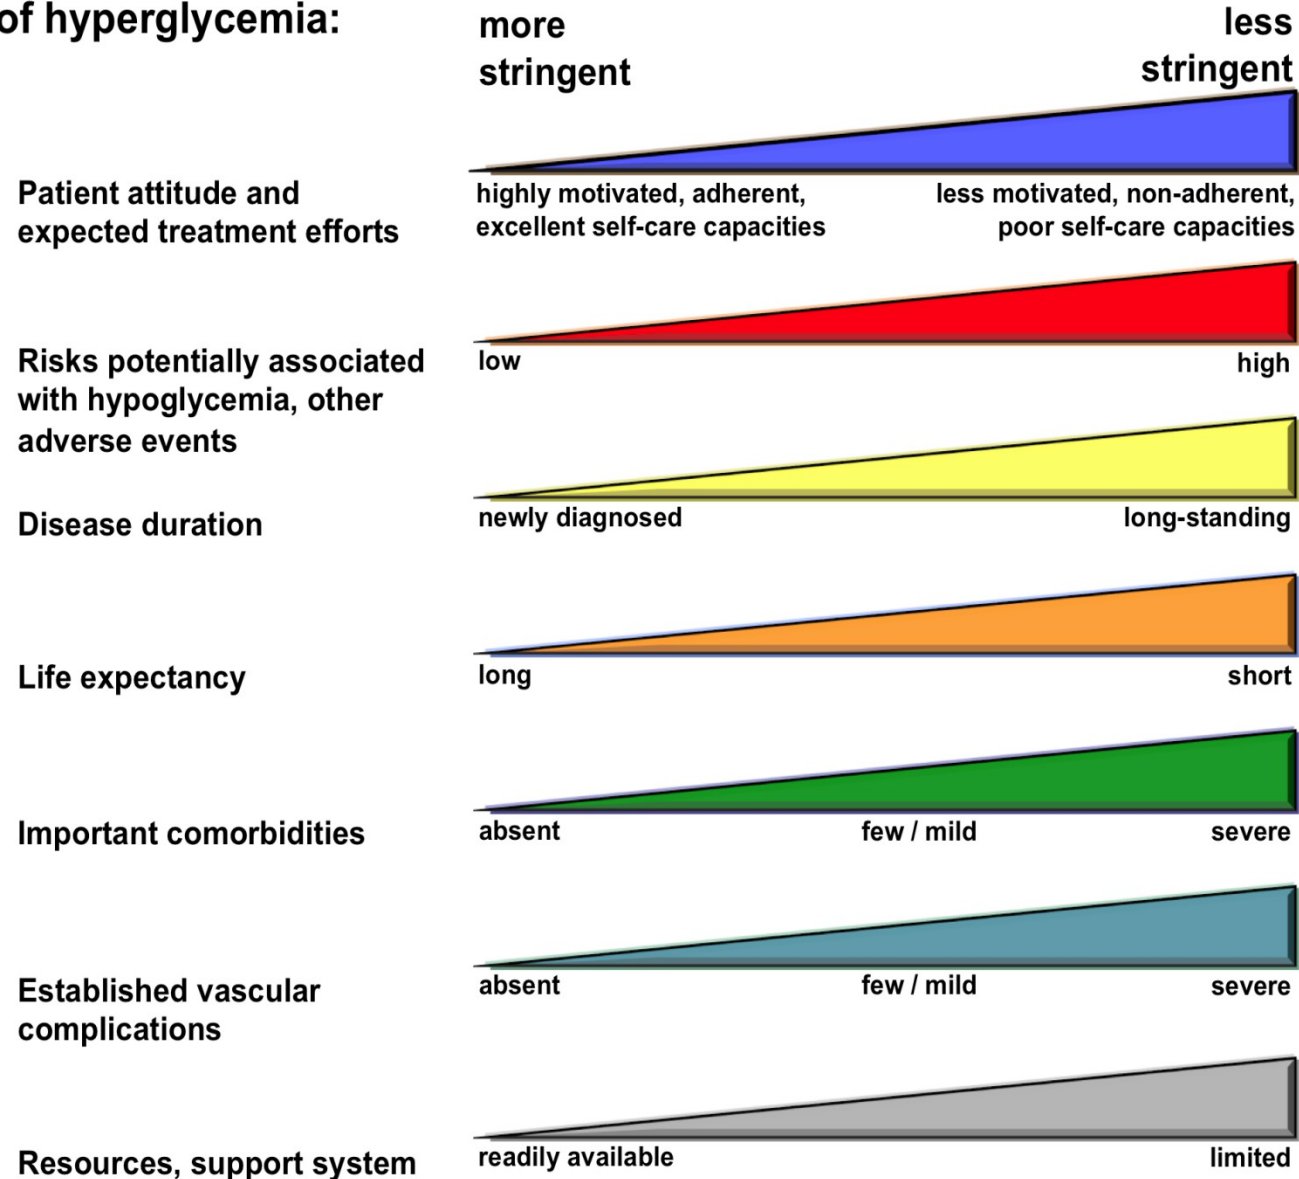 of hyperglycemia:
more
stringent
less
stringent
Patient attitude and
expected treatment efforts
highly motivated, adherent,
excellent self-care capacities
less motivated, non-adherent,
poor self-care capacities
Risks potentially associated
with hypoglycemia, other
adverse events
low
high
Disease duration
newly diagnosed
long-standing
Life expectancy
long
short
Important comorbidities
absent
few / mild
severe
Established vascular
complications
absent
few / mild
severe
Resources, support system
readily available
limited